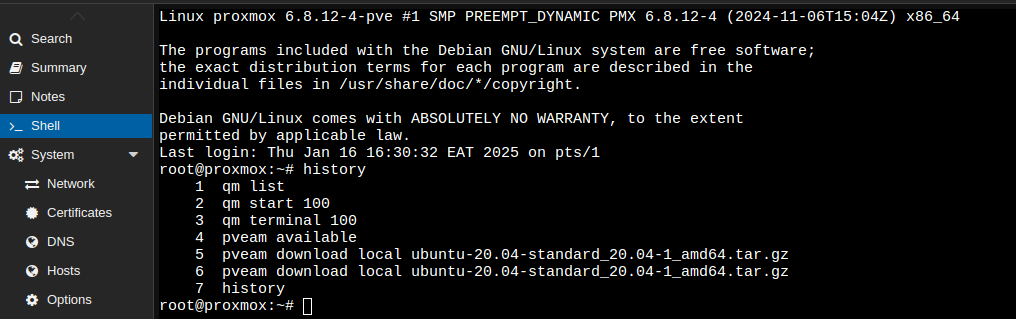 Search
Summary
Notes
Shell
System
Network
Certificates
DNS
Hosts
Options
Linux proxmox 6.8.12-4-pve #1 SMP PREEMPT_DYNAMIC PMX 6.8.12-4 (2024-11-06T15:04Z) x86_64
The programs included with the Debian GNU/Linux system are free software;
the exact distribution terms for each program are described in the
individual files in /usr/share/doc/*/copyright.
Debian GNU/Linux comes with ABSOLUTELY NO WARRANTY, to the extent
permitted by applicable law.
Last login: Thu Jan 16 16:30:32 EAT 2025 on pts/1
root@proxmox:~# history
1 qm list
2 qm start 100
3 qm terminal 100
4 pveam available
5 pveam download local ubuntu-20.04-standard_20.04-1_amd64.tar.gz
6 pveam download local ubuntu-20.04-standard_20.04-1_amd64.tar.gz
7 history
root@proxmox:~#